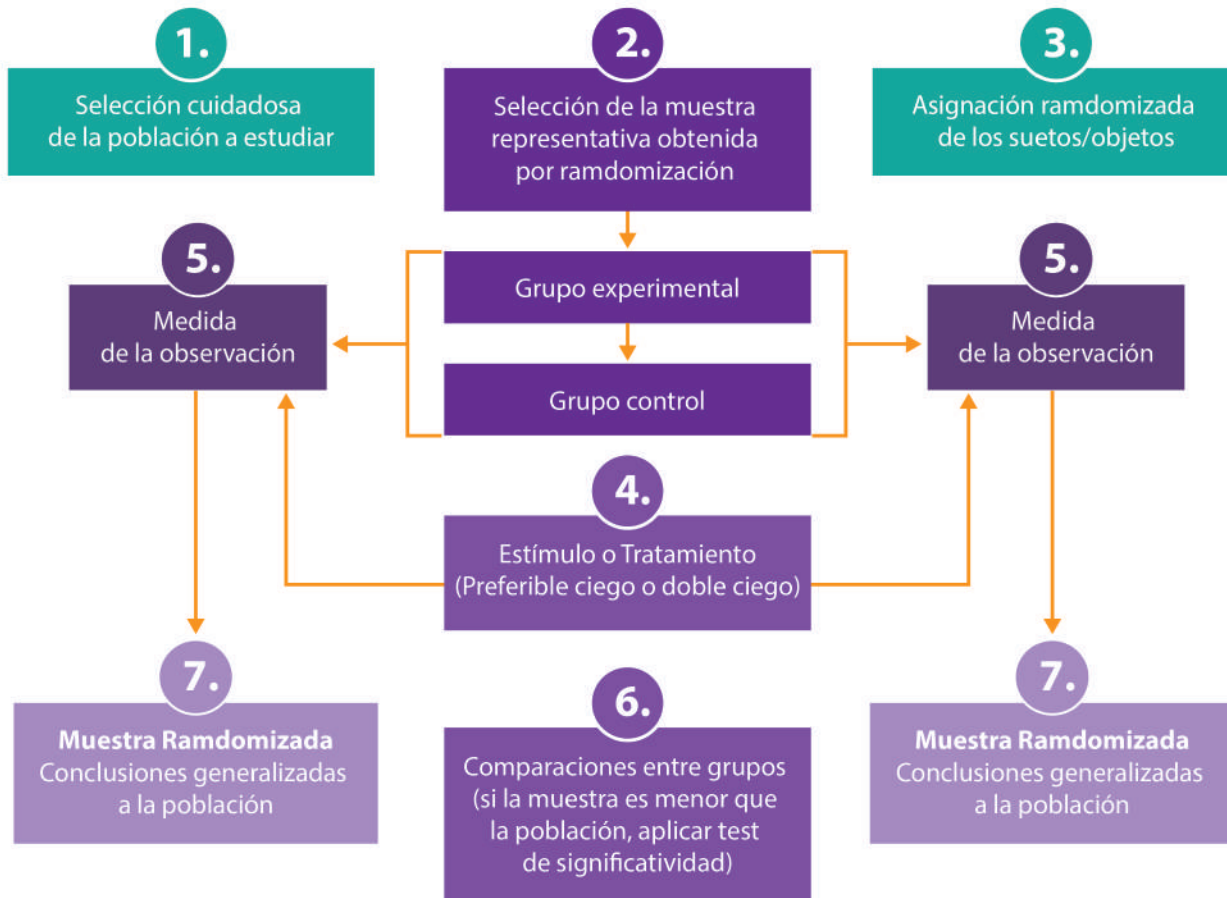 1.
Selección cuidadosa
de la población a estudiar
2.
Selección de la muestra
representativa obtenida
por ramdomización
3.
Asignación ramdomizada
de los suetos/objetos
Grupo experimental
Grupo control
5.
Medida
de la observación
5.
Medida
de la observación
4.
Estímulo o Tratamiento
(Preferible ciego o doble ciego)
7.
Muestra Ramdomizada
Conclusiones generalizadas
a la población
6.
Comparaciones entre grupos
(si la muestra es menor que
la población, aplicar test
de significatividad)
7.
Muestra Ramdomizada
Conclusiones generalizadas
a la población